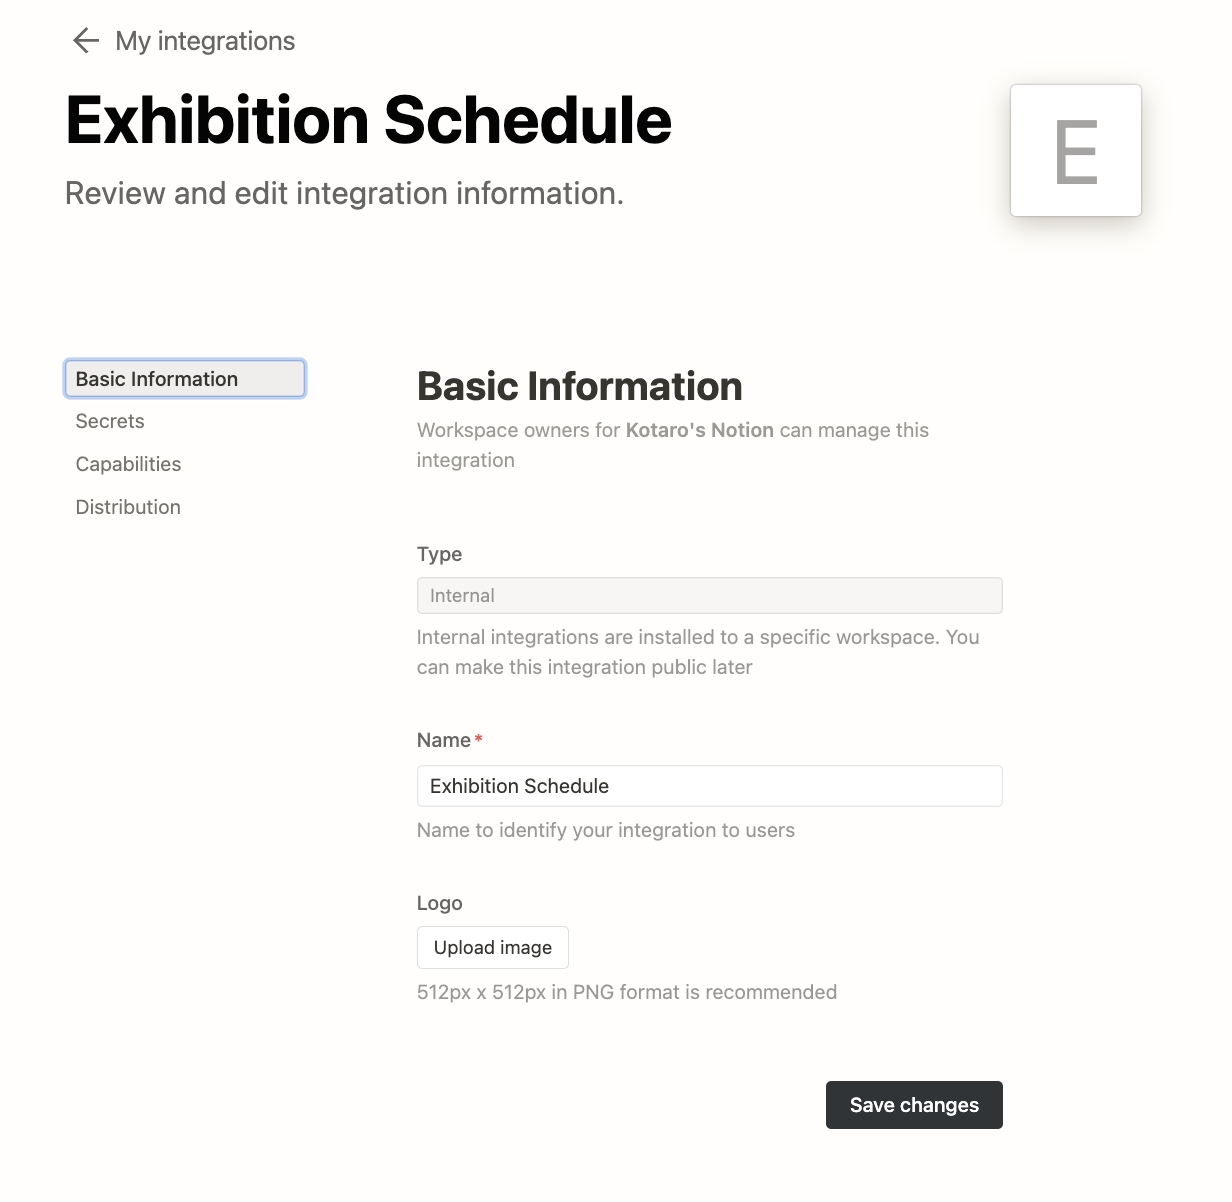 My integrations
Exhibition Schedule
E
Review and edit integration information.
Basic Information
Secrets
Capabilities
Distribution
Basic Information
Workspace owners for Kotaro's Notion can manage this
integration
Type
Internal
Internal integrations are installed to a specific workspace. You
can make this integration public later
Name*
Exhibition Schedule
Name to identify your integration to users
Logo
Upload image
512px x 512px in PNG format is recommended
Save changes